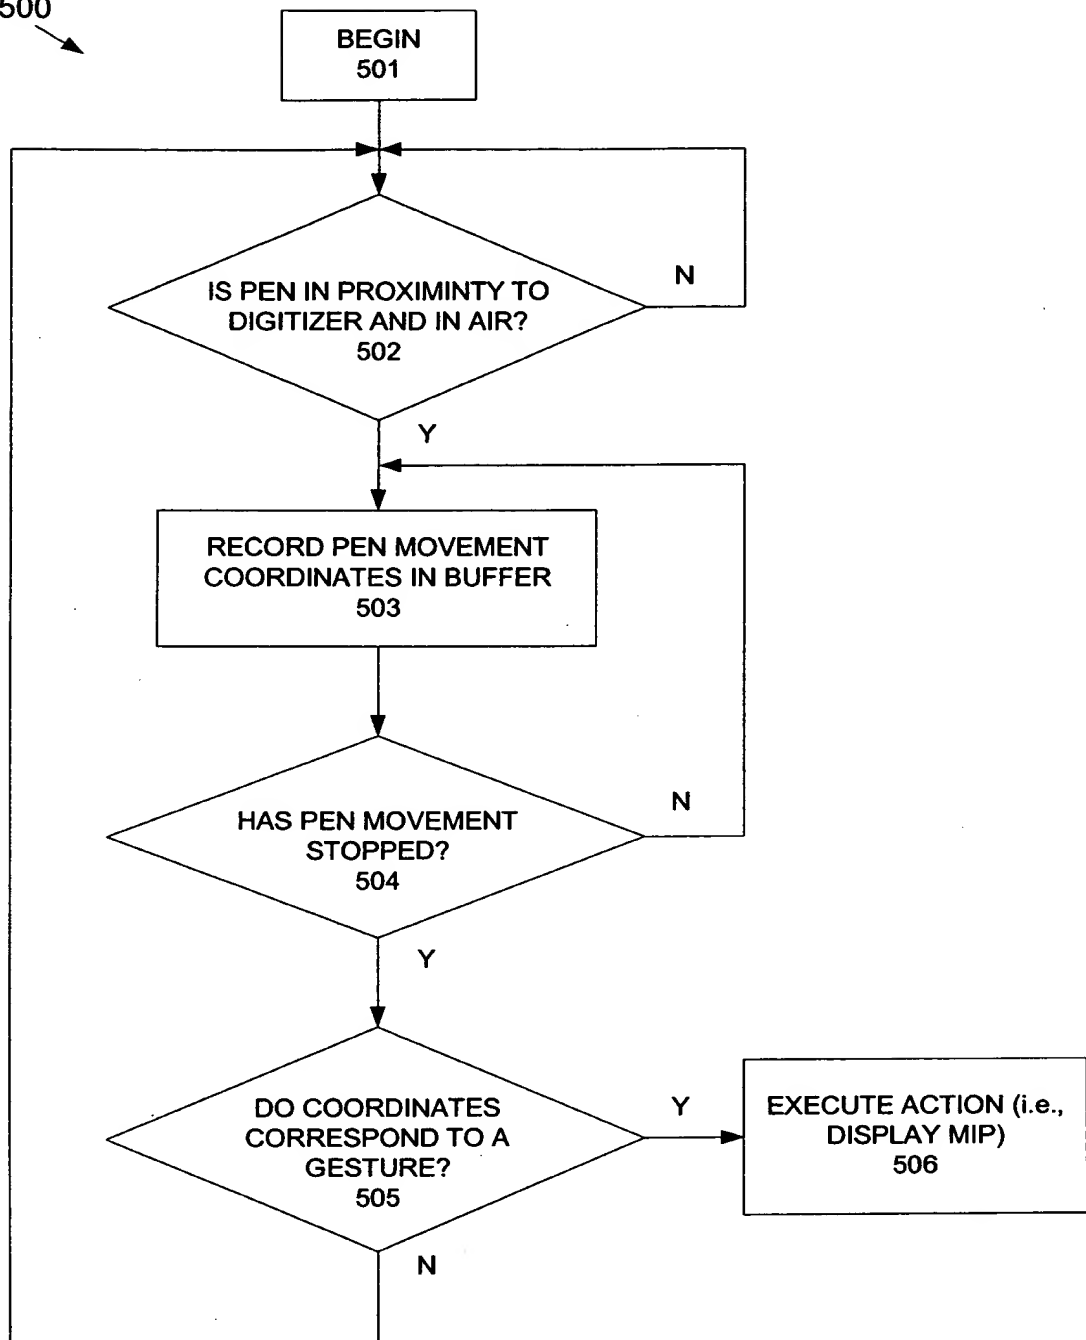 500
BEGIN
501
IS PEN IN PROXIMINTY TO
DIGITIZER AND IN AIR?
502
N
Y
RECORD PEN MOVEMENT
COORDINATES IN BUFFER
503
HAS PEN MOVEMENT
STOPPED?
504
N
Y
DO COORDINATES
CORRESPOND TO A
GESTURE?
505
Y
EXECUTE ACTION (i.e.,
DISPLAY MIP)
506
N